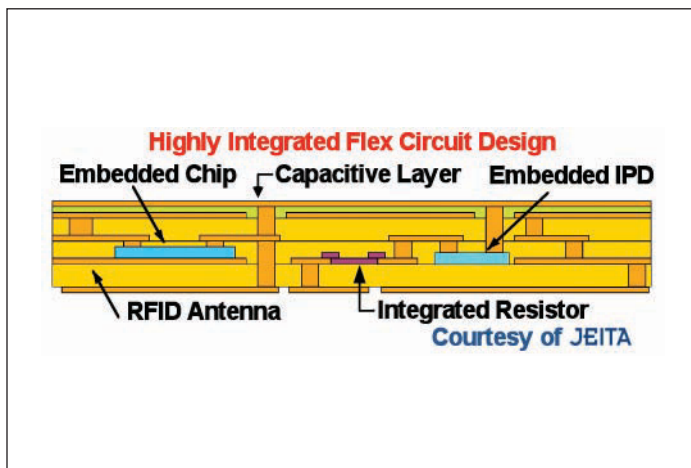 Highly Integrated Flex Circuit Design
Embedded Chip
Capacitive Layer
Embedded IPD
RFID Antenna
Integrated Resistor
Courtesy of JEITA